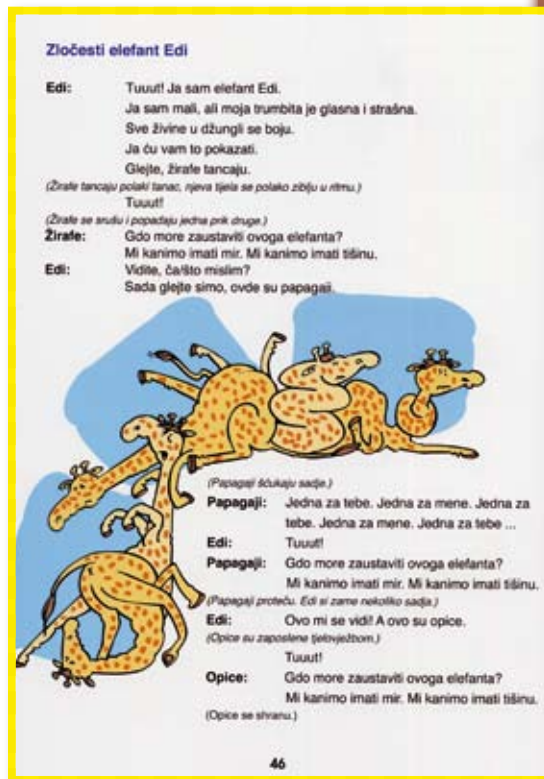 Zločesti elefant Edi
Edi: Tuuut! Ja sam elefant Edi.
Ja sam mali, ali moja trumbita je glasna i strašna.
Sve živine u džungli se boju.
Ja ću vam to pokazati.
Glejte, žirafe tancaju.
(Žirafe tancaju polaki tanac, njeva tijela se polako ziblju u ritmu.)
Tuuut!
(Žirafe se srušu i popadaju jedna prik druge.)
Žirafe: Gdo more zaustaviti ovoga elefanta?
Mi kanimo imati mir. Mi kanimo imati tišinu.
Edi: Vidite, ča/što mislim?
Sada glejte simo, ovde su papagaji.
(Papagaji šćukaju sadje.)
Papagaji: Jedna za tebe. Jedna za mene. Jedna za
tebe. Jedna za mene. Jedna za tebe ...
Edi: Tuuut!
Papagaji: Gdo more zaustaviti ovoga elefanta?
Mi kanimo imati mir. Mi kanimo imati tišinu.
(Papagaji proteču. Edi si zame nekoliko sadja.)
Edi: Ovo mi se vidi! A ovo su opice.
(Opice su zaposlene tjelovježbom.)
Tuuut!
Opice: Gdo more zaustaviti ovoga elefanta?
Mi kanimo imati mir. Mi kanimo imati tišinu.
(Opice se shranu.)
46